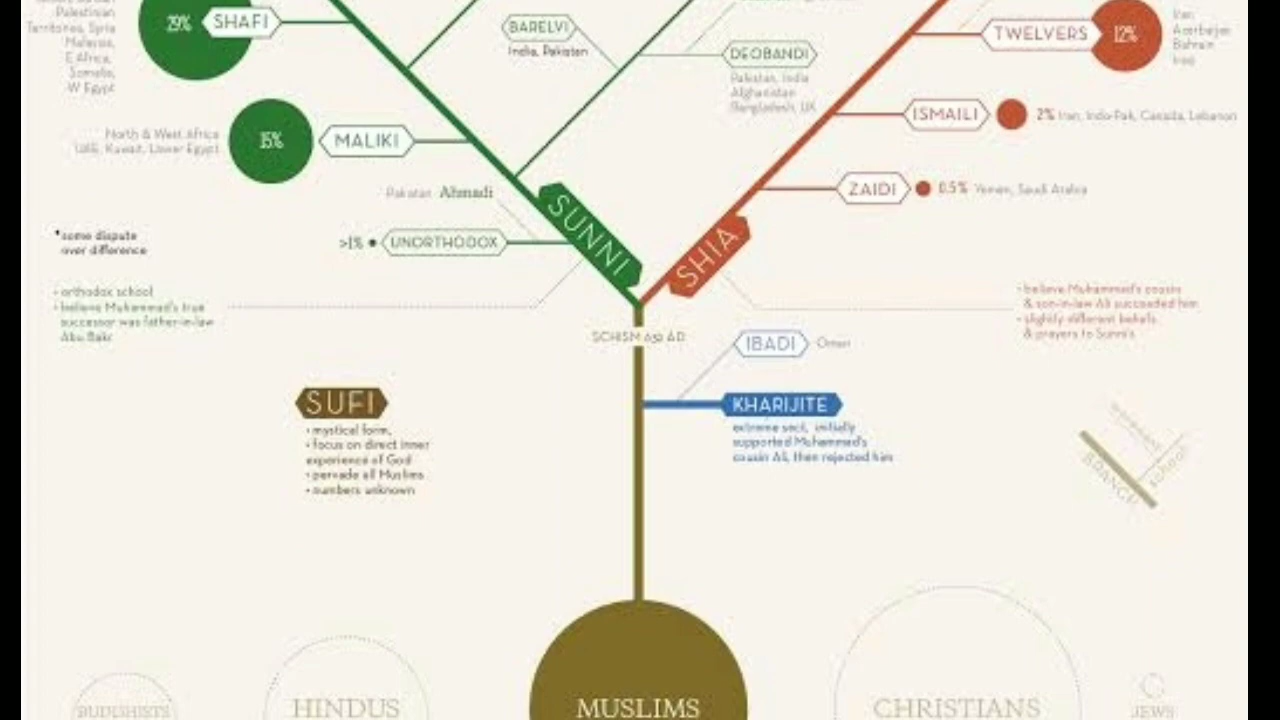 Palestinian
Territories, Syria
Malaysia,
E Africa,
Somalia,
W Egypt
29%
SHAFI
BARELVI
India, Pakistan
DEOBANDI
Pakistan, India
Afghanistan
Bangladesh, UK
TWELVERS
12%
Iran,
Azerbaijan
Bahrain
Iraq
North & West Africa
UAE, Kuwait, Lower Egypt
15%
MALIKI
ISMAILI
2% Iran, Indo-Pak, Canada, Lebanon
Pakistan Ahmadi
ZAIDI
0.5% Yemen, Saudi Arabia
SUNNI
SHIA
*some dispute
over difference
>1%
UNORTHODOX
• orthodox school
• believe Muhammad's true
successor was father-in-law
Abu Bakr
• believe Muhammed's cousin
& son-in-law Ali succeeded him
• slightly different beliefs
& prayers to Sunni's
SCHISM 632 AD
IBADI
Oman
SUFI
• mystical form,
• focus on direct inner
experience of God
• pervade all Muslims
• numbers unknown
KHARIJITE
extreme sect, initially
supported Muhammed's
cousin Ali, then rejected him
school
BRANCH
BUDDHISTS
HINDUS
MUSLIMS
CHRISTIANS
JEWS